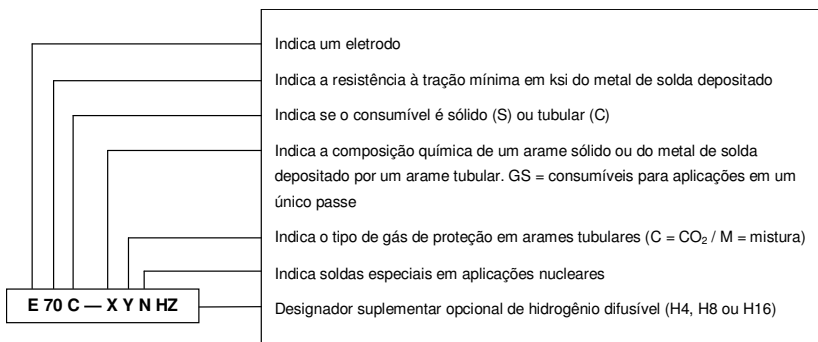 Indica um eletrodo
Indica a resistência à tração mínima em ksi do metal de solda depositado
Indica se o consumível é sólido (S) ou tubular (C)
Indica a composição química de um arame sólido ou do metal de solda
depositado por um arame tubular. GS = consumíveis para aplicações em um
único passe
Indica o tipo de gás de proteção em arames tubulares (C = CO₂ / M = mistura)
Indica soldas especiais em aplicações nucleares
E 70 C — X Y N HZ
Designador suplementar opcional de hidrogênio difusível (H4, H8 ou H16)